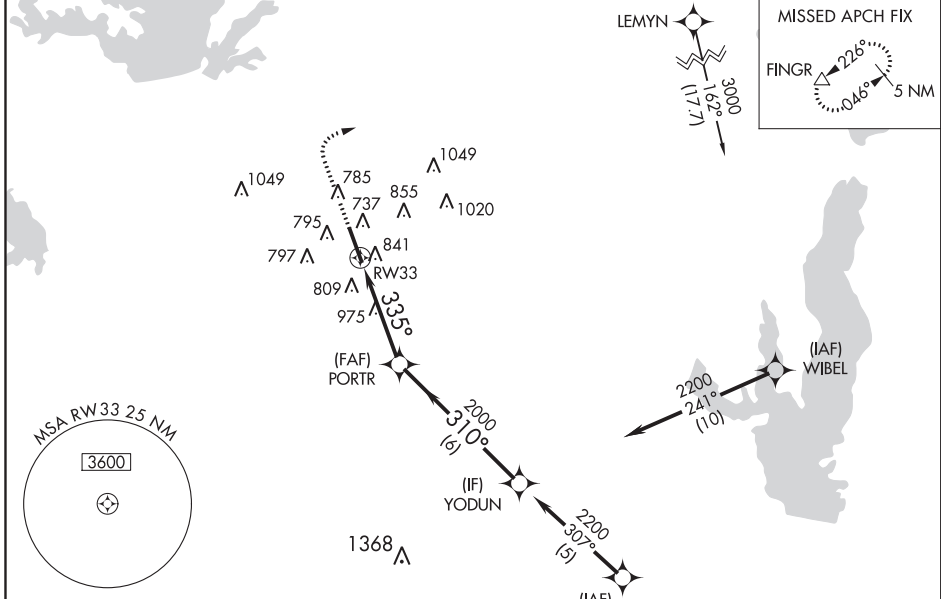 LEMYN
3000
162°
(17.7)
MISSED APCH FIX
FINGR
226°
046°
5 NM
1049
785
1049
737
855
1020
795
797
841
RW33
809
975
335°
(FAF)
PORTR
2000
310°
(6)
(IF)
YODUN
2200
307°
(5)
(IAF)
WIBEL
2200
241°
(10)
MSA RW33 25 NM
3600
1368
(IAF)